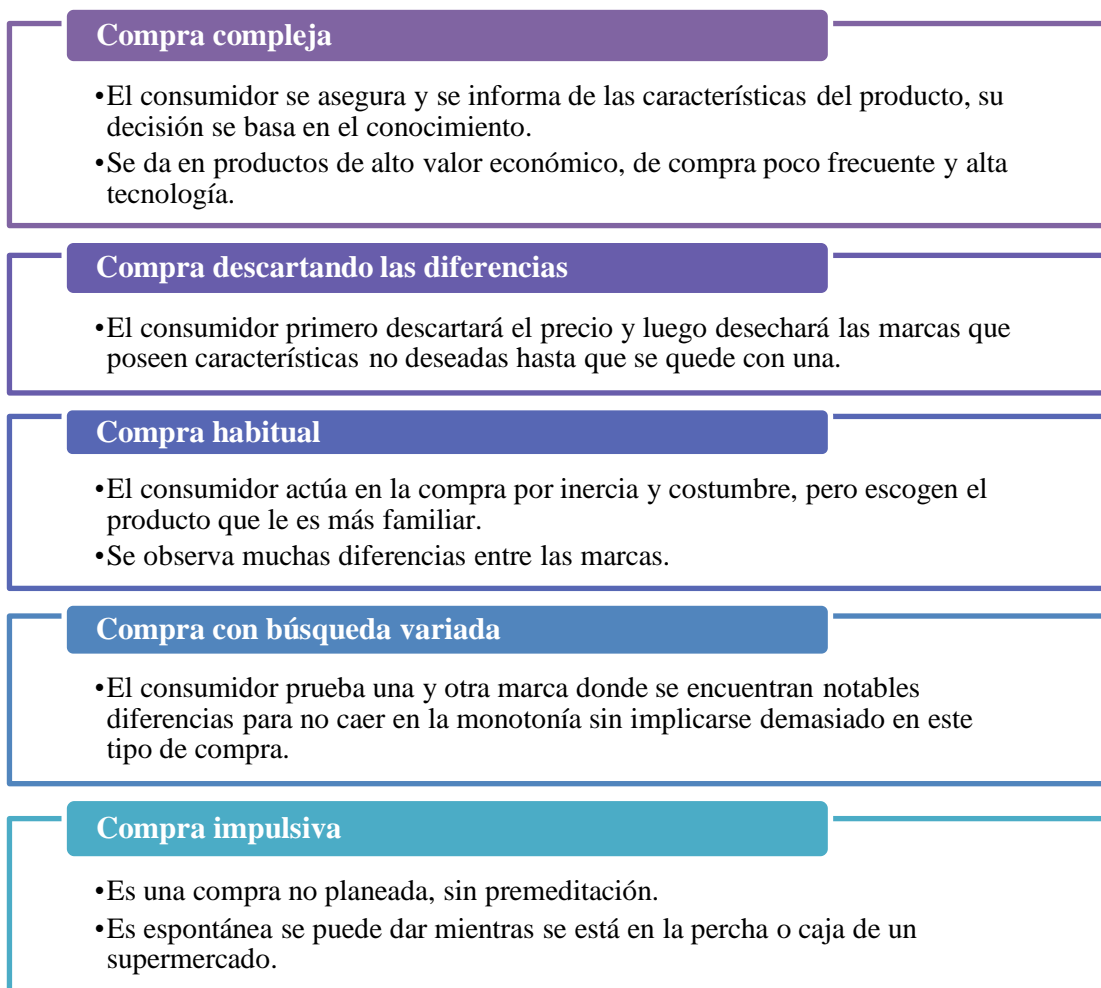 Compra compleja
•El consumidor se asegura y se informa de las características del producto, su
decisión se basa en el conocimiento.
•Se da en productos de alto valor económico, de compra poco frecuente y alta
tecnología.
Compra descartando las diferencias
•El consumidor primero descartará el precio y luego desechará las marcas que
poseen características no deseadas hasta que se quede con una.
Compra habitual
•El consumidor actúa en la compra por inercia y costumbre, pero escogen el
producto que le es más familiar.
•Se observa muchas diferencias entre las marcas.
Compra con búsqueda variada
•El consumidor prueba una y otra marca donde se encuentran notables
diferencias para no caer en la monotonía sin implicarse demasiado en este
tipo de compra.
Compra impulsiva
•Es una compra no planeada, sin premeditación.
•Es espontánea se puede dar mientras se está en la percha o caja de un
supermercado.